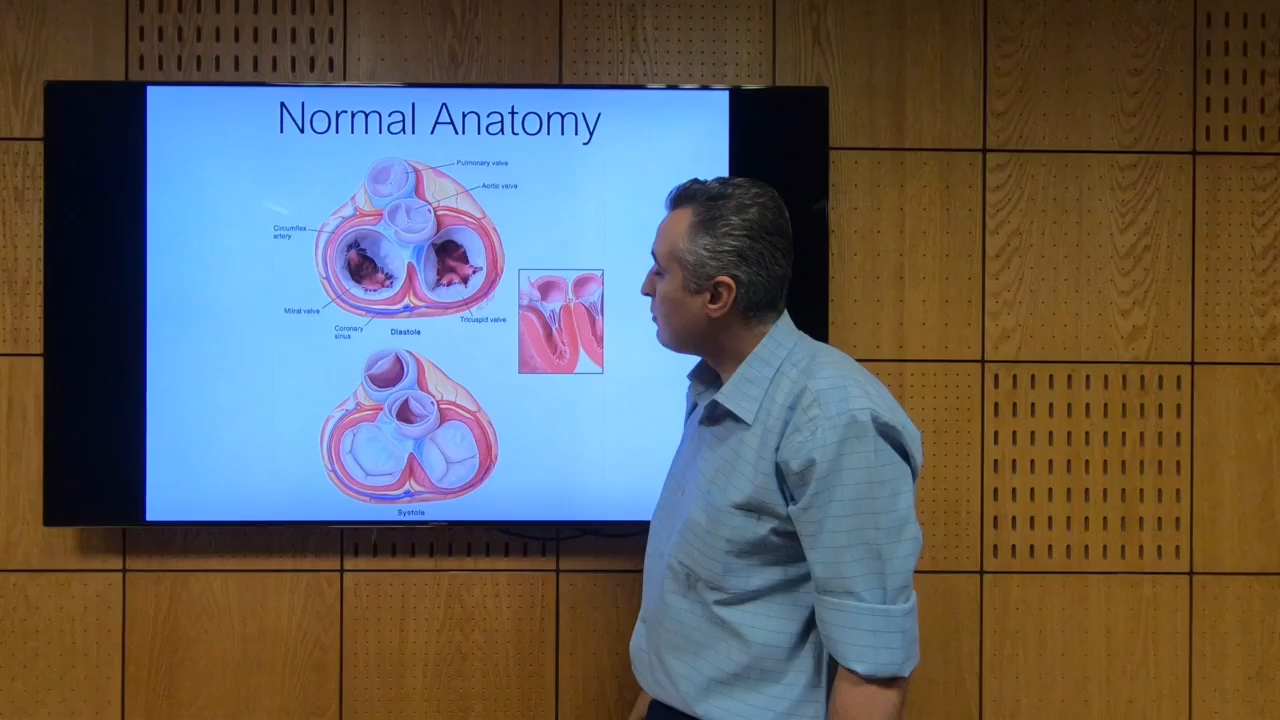 Normal Anatomy
Pulmonary valve
Aortic valve
Circumflex
artery
Mitral valve
Coronary
sinus
Tricuspid valve
Diastole
Systole